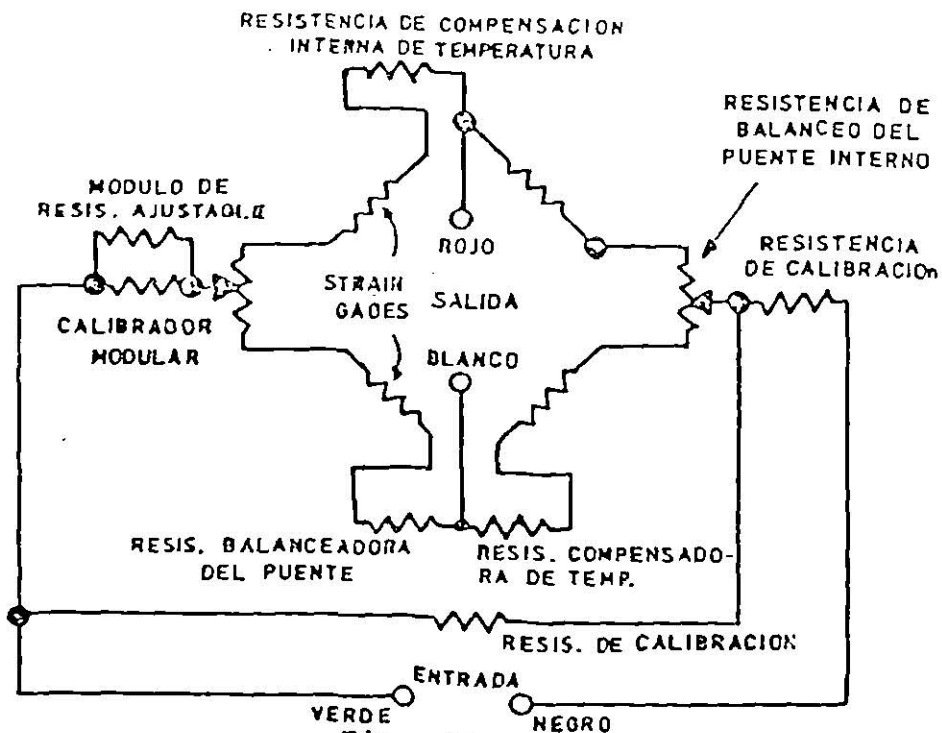 RESISTENCIA DE COMPENSACION
INTERNA DE TEMPERATURA
RESISTENCIA DE
BALANCEO DEL
PUENTE INTERNO
MODULO DE
RESIS. AJUSTABLE
ROJO
RESISTENCIA
DE CALIBRACIOn
STRAIN
GAGES
SALIDA
CALIBRADOR
MODULAR
BLANCO
RESIS. BALANCEADORA
DEL PUENTE
RESIS. COMPENSADO-
RA DE TEMP.
RESIS. DE CALIBRACION
ENTRADA
VERDE
NEGRO